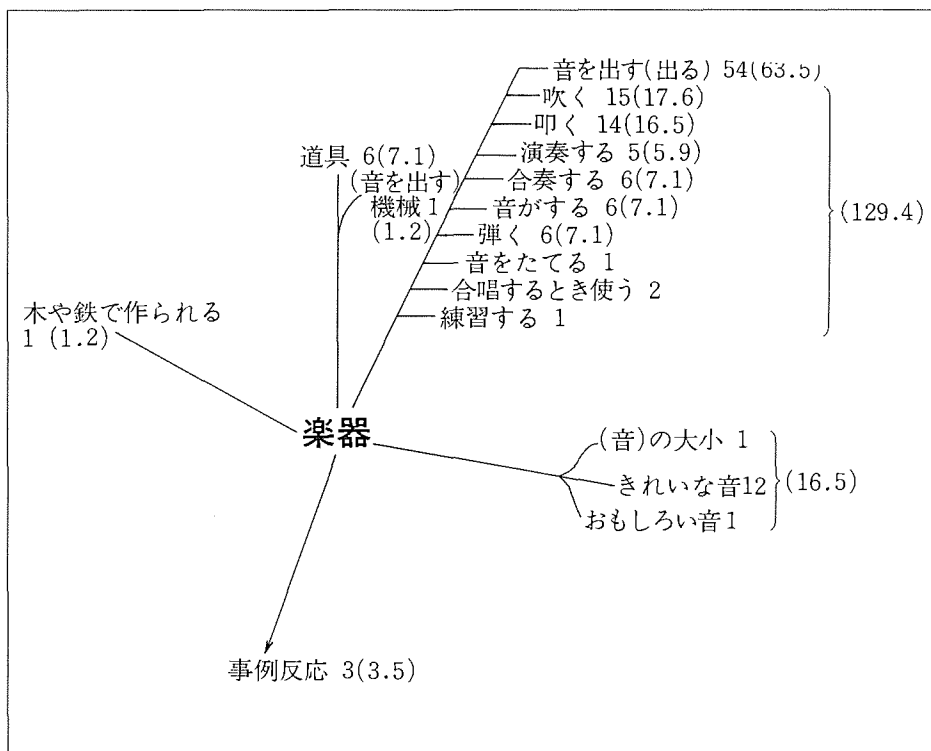 音を出す(出る) 54(63.5)
吹く 15(17.6)
叩く 14(16.5)
演奏する 5(5.9)
合奏する 6(7.1)
音がする 6(7.1)
弾く 6(7.1)
音をたてる 1
合唱するとき使う 2
練習する 1
(129.4)
道具 6(7.1)
(音を出す)
機械1
(1.2)
木や鉄で作られる
1 (1.2)
楽器
(音)の大小 1
きれいな音12
おもしろい音1
(16.5)
事例反応 3(3.5)